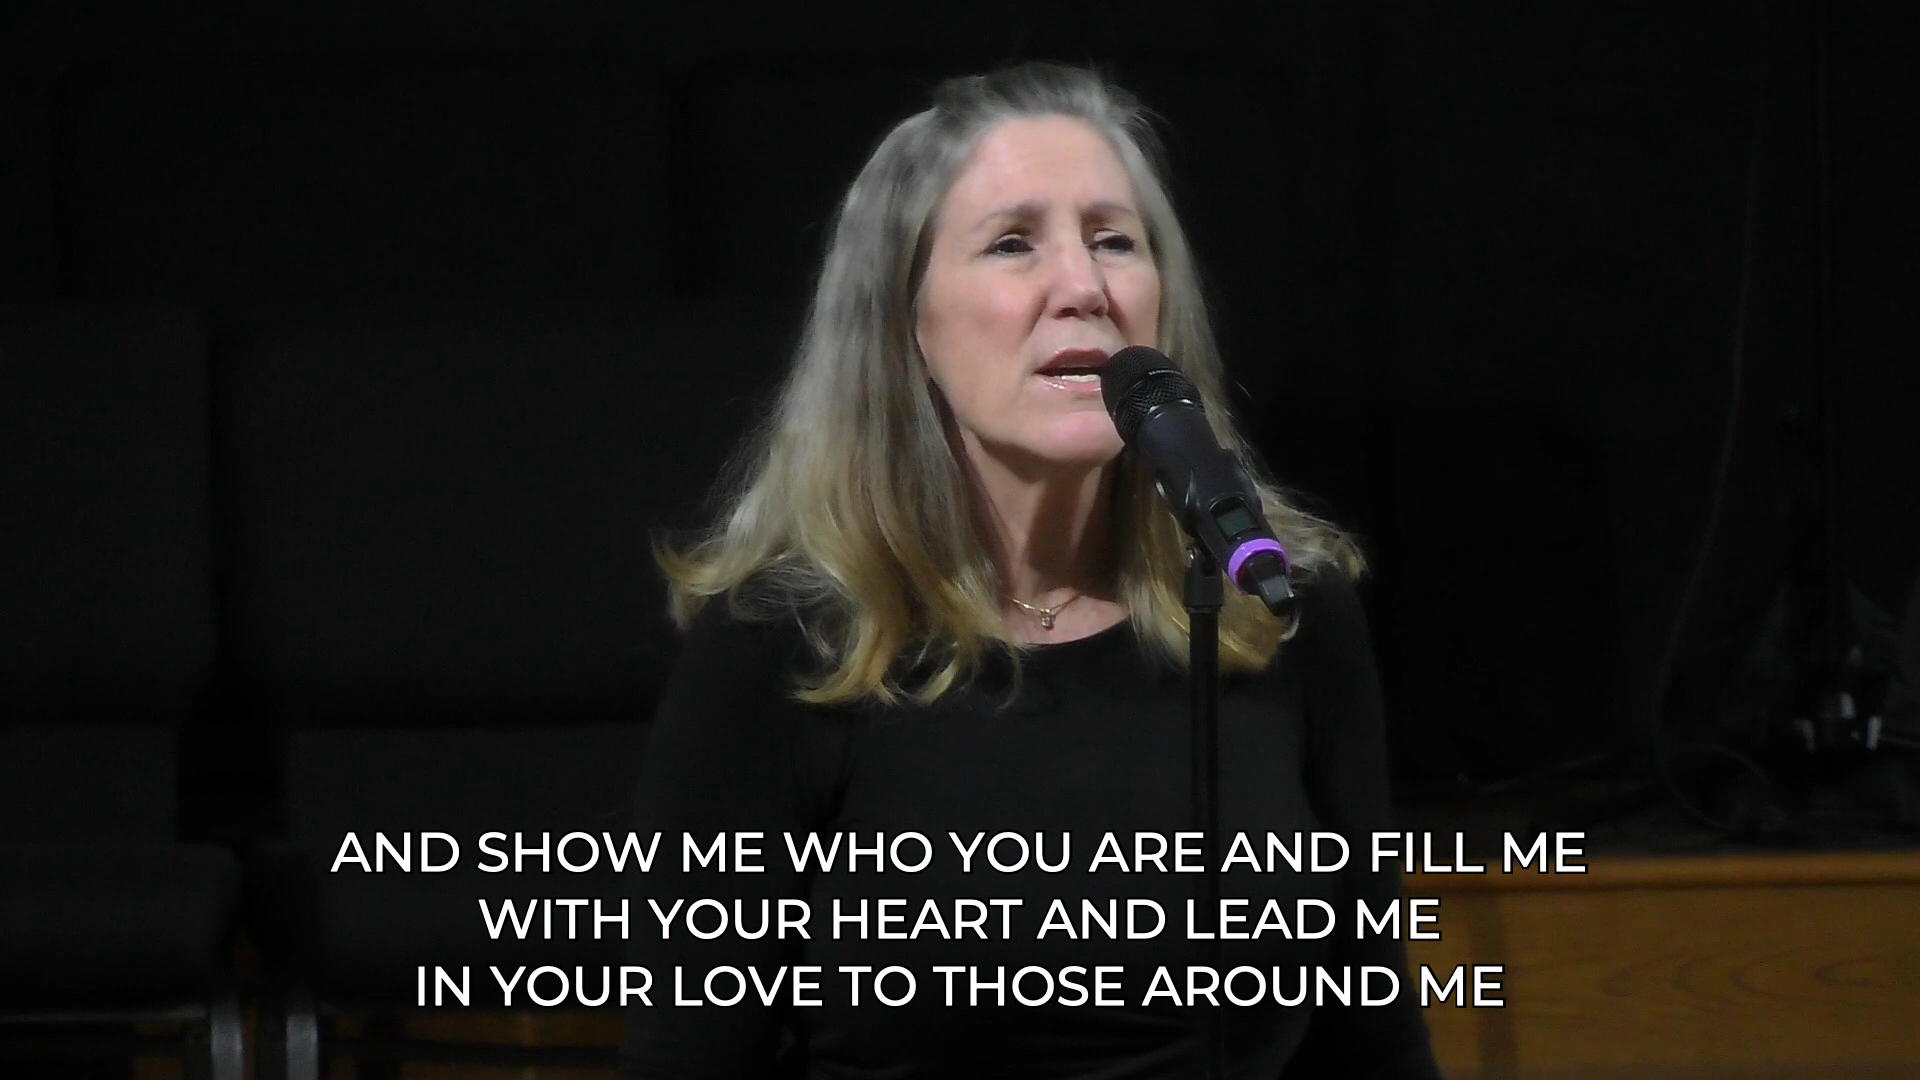 AND SHOW ME WHO YOU ARE AND FILL ME
WITH YOUR HEART AND LEAD ME
IN YOUR LOVE TO THOSE AROUND ME